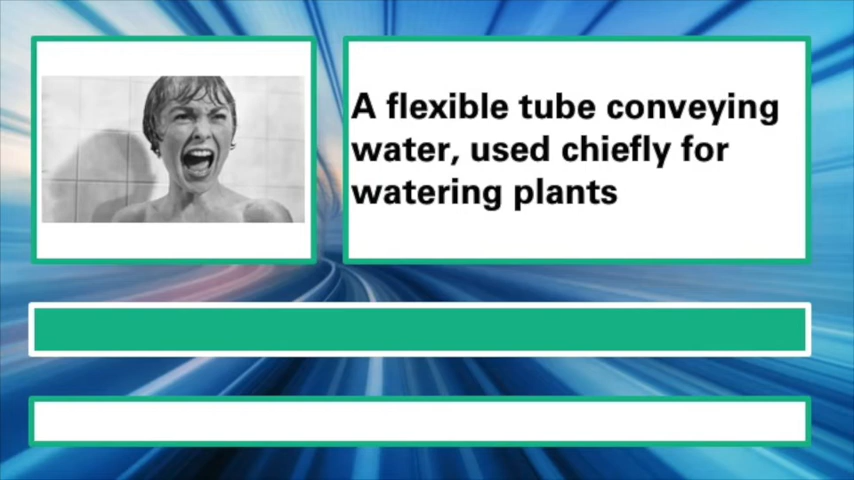 A flexible tube conveying
water, used chiefly for
watering plants